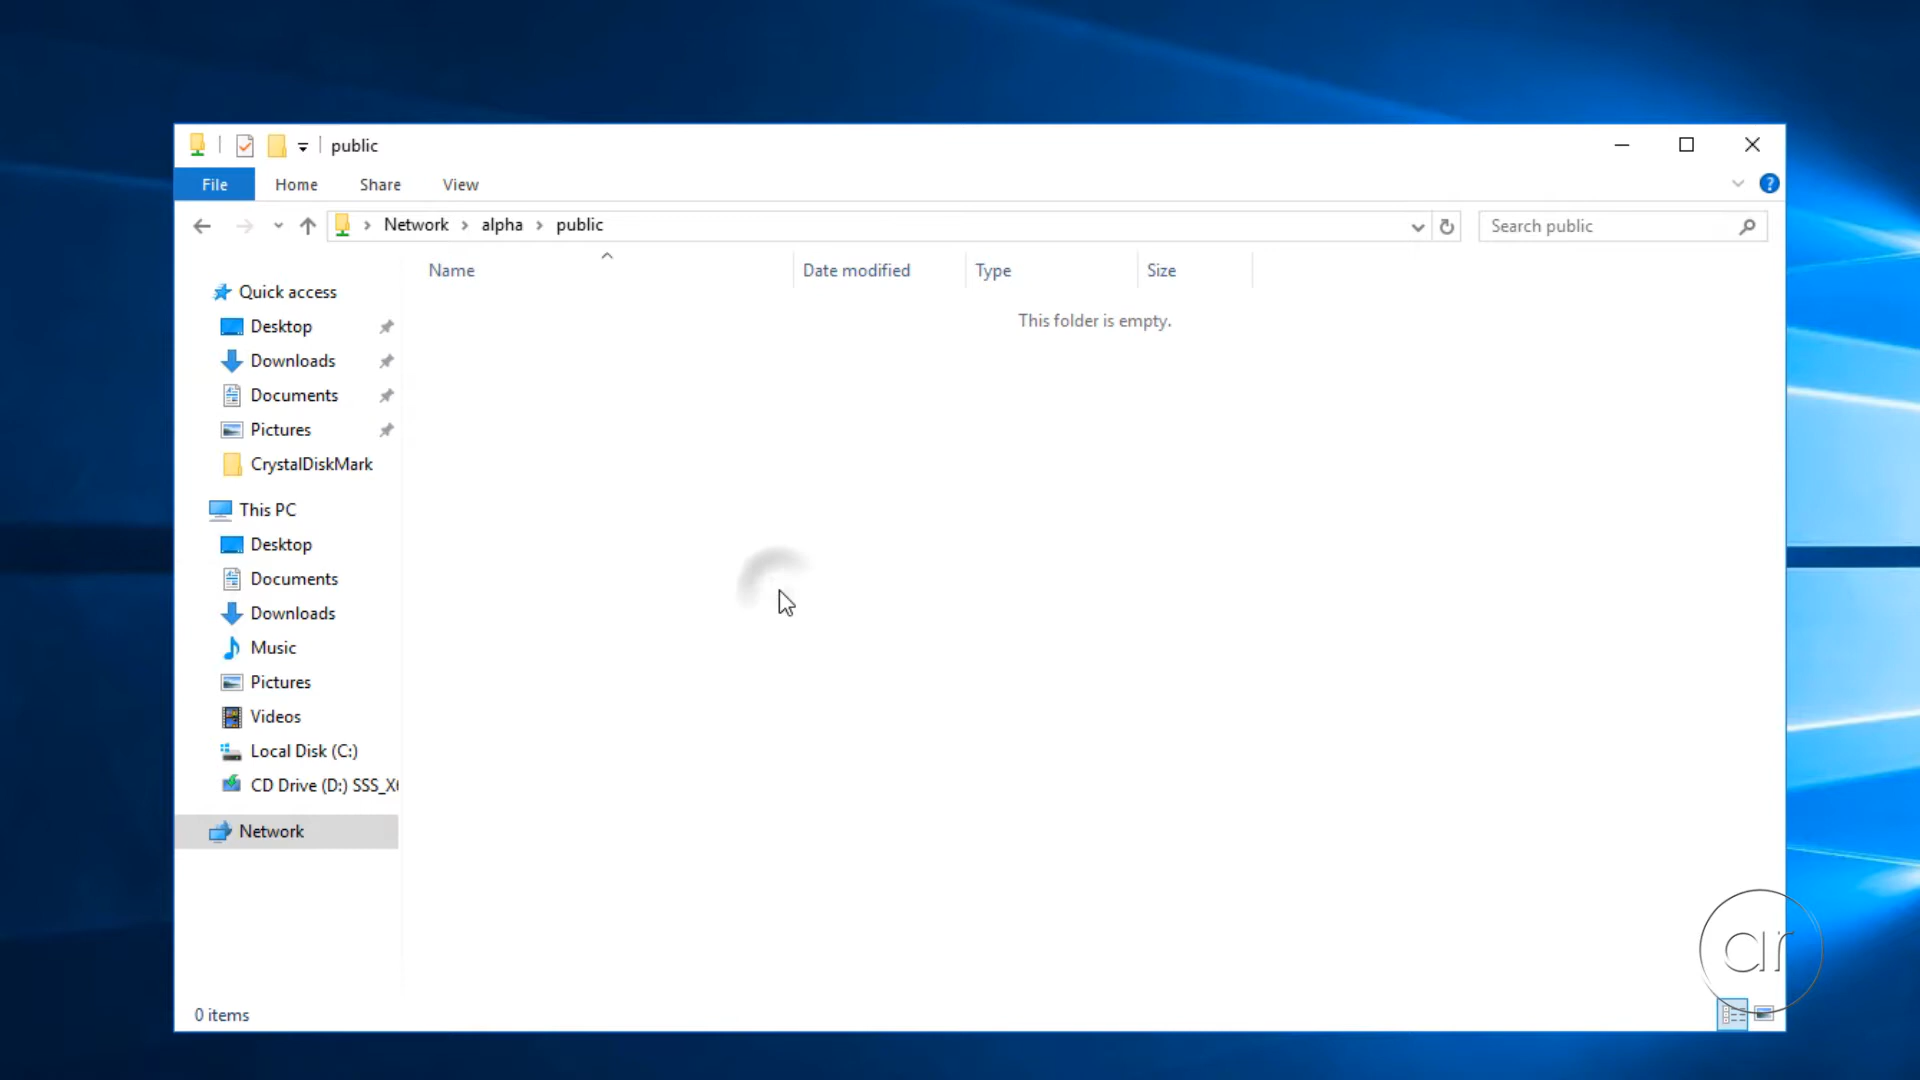 public
File Home Share View
Network alpha public
Search public
Name Date modified Type Size
This folder is empty.
Quick access
Desktop
Downloads
Documents
Pictures
CrystalDiskMark
This PC
Desktop
Documents
Downloads
Music
Pictures
Videos
Local Disk (C:)
CD Drive (D:) SSS_X
Network
ar
0 items